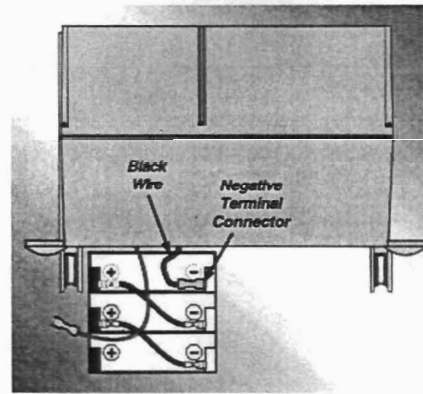 Black
Wire
Negative
Terminal
Connector
+ −
+ −
+ −